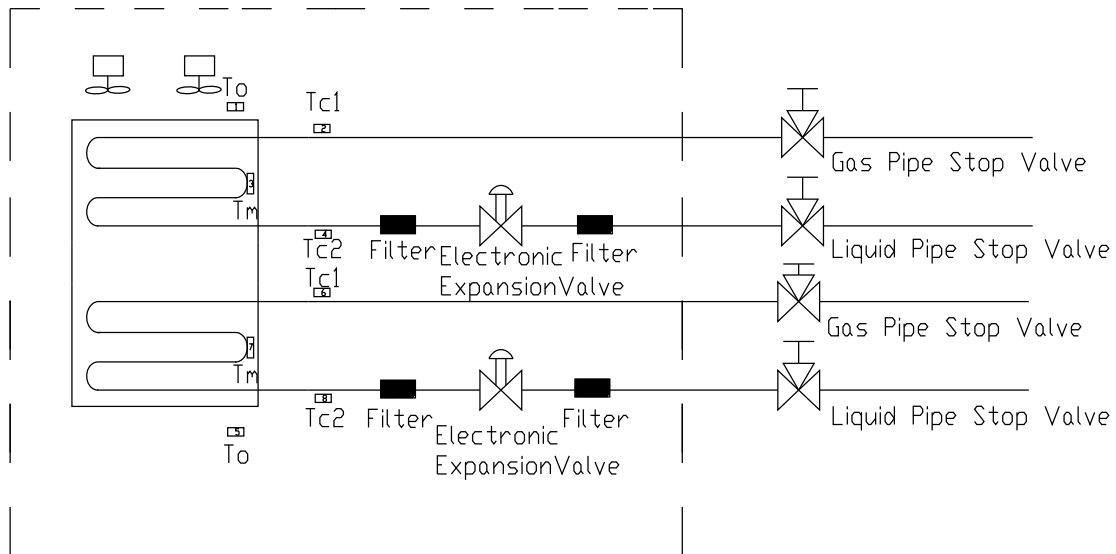 To
1
Tc1
2
Gas Pipe Stop Valve
3
Tm
4
Tc2
Filter
Electronic
ExpansionValve
Filter
Liquid Pipe Stop Valve
Tc1
6
Gas Pipe Stop Valve
7
Tm
8
Tc2
Filter
Electronic
ExpansionValve
Filter
Liquid Pipe Stop Valve
5
To